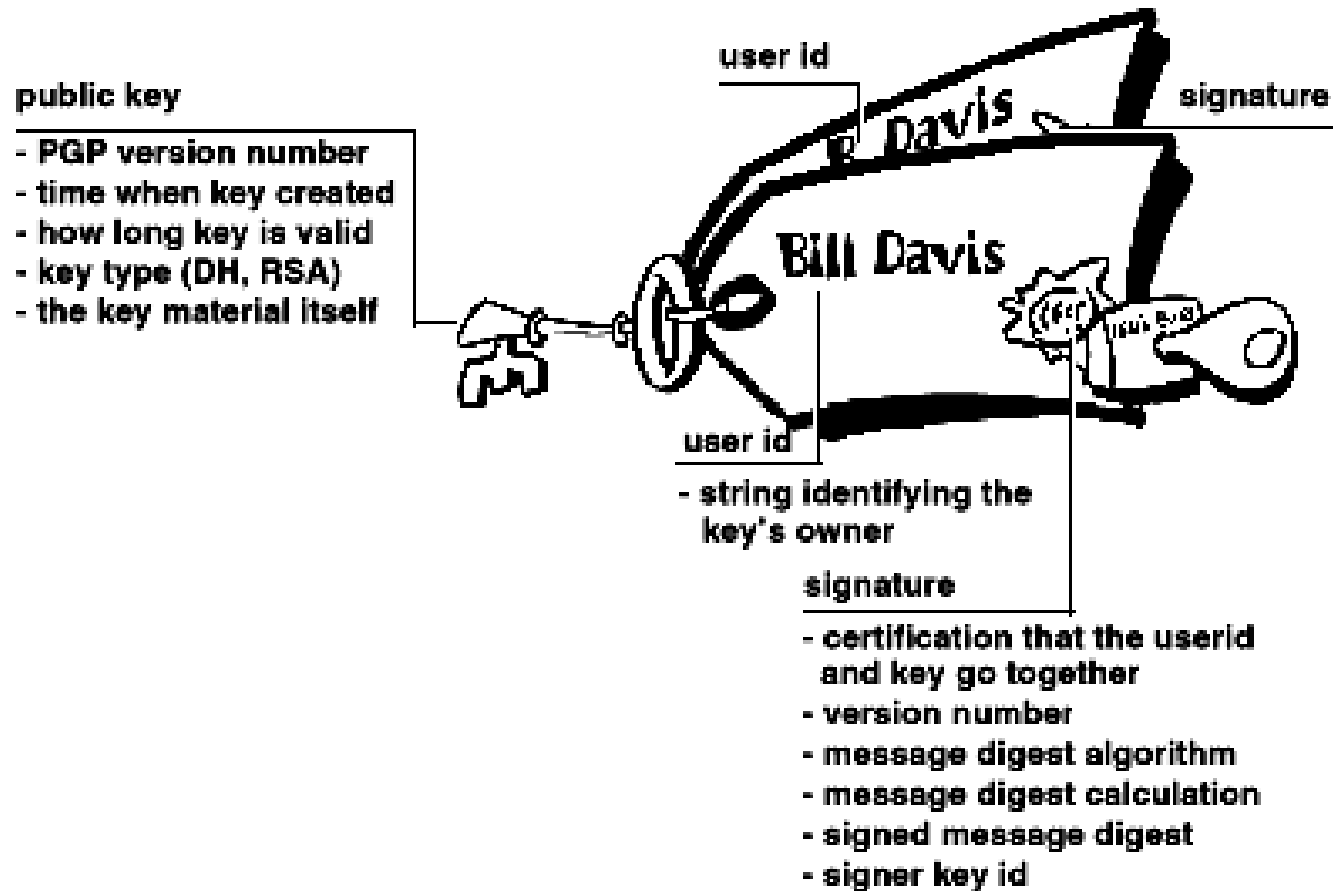 public key
- PGP version number
- time when key created
- how long key is valid
- key type (DH, RSA)
- the key material itself
user id
signature
Davis
Bill Davis
user id
- string identifying the
key's owner
signature
- certification that the userid
and key go together
- version number
- message digest algorithm
- message digest calculation
- signed message digest
- signer key id